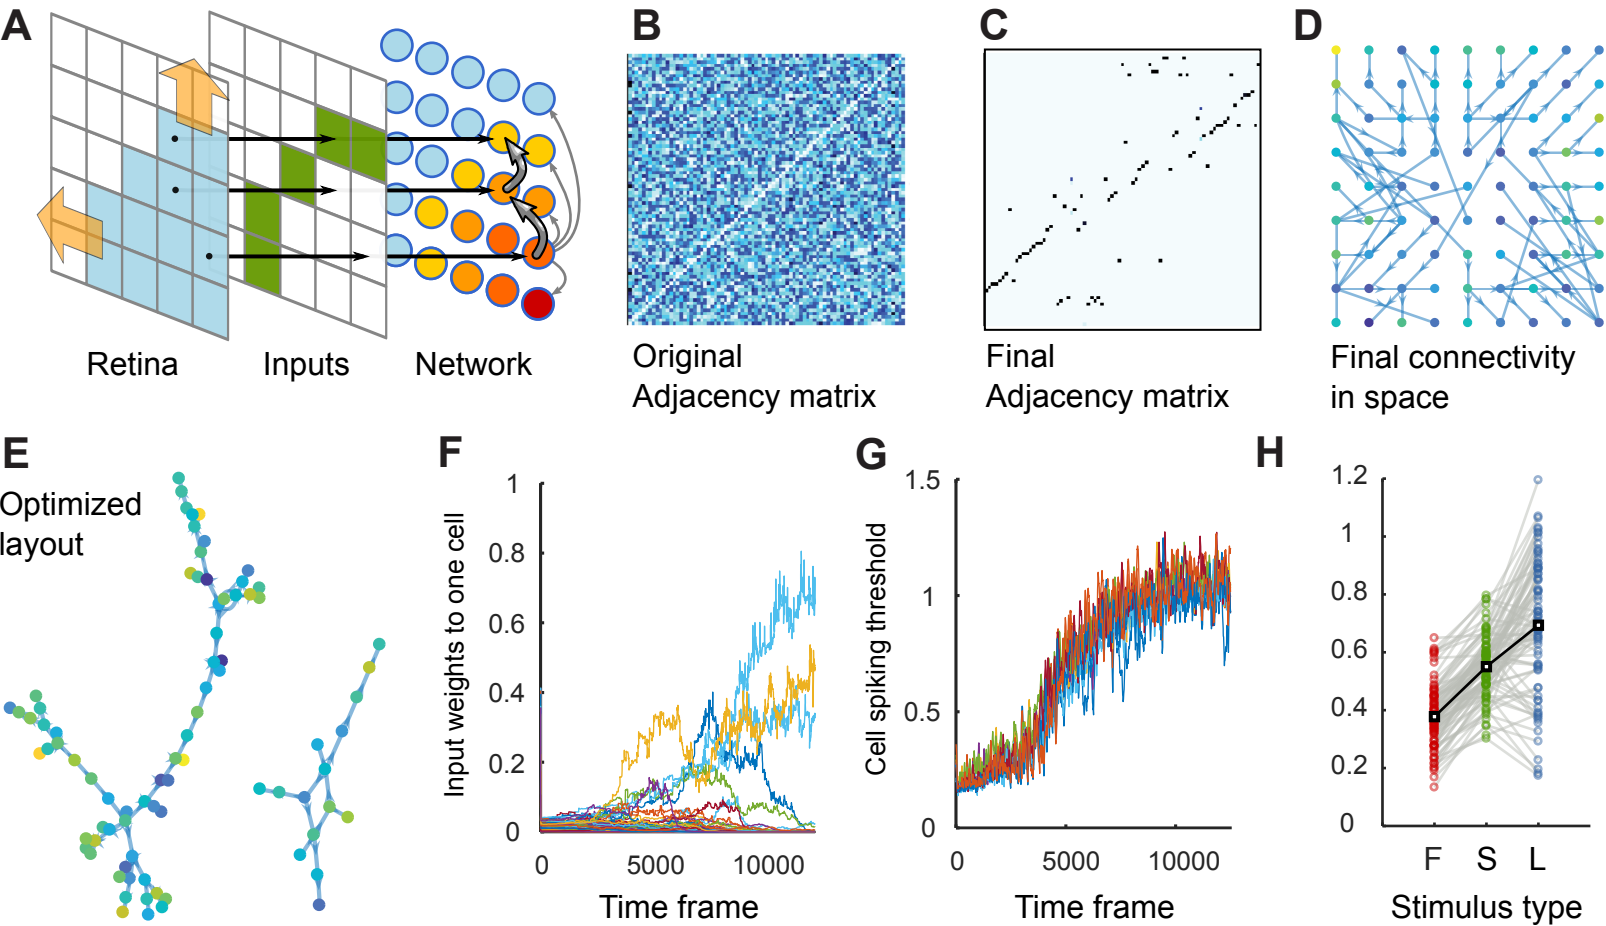 A
Retina
Inputs
Network
B
Original
Adjacency matrix
C
Final
Adjacency matrix
D
Final connectivity
in space
E
Optimized
layout
F
Input weights to one cell
1
0.8
0.6
0.4
0.2
0
0
5000
10000
Time frame
G
Cell spiking threshold
1.5
1
0.5
0
0
5000
10000
Time frame
H
1.2
1
0.8
0.6
0.4
0.2
0
F
S
L
Stimulus type